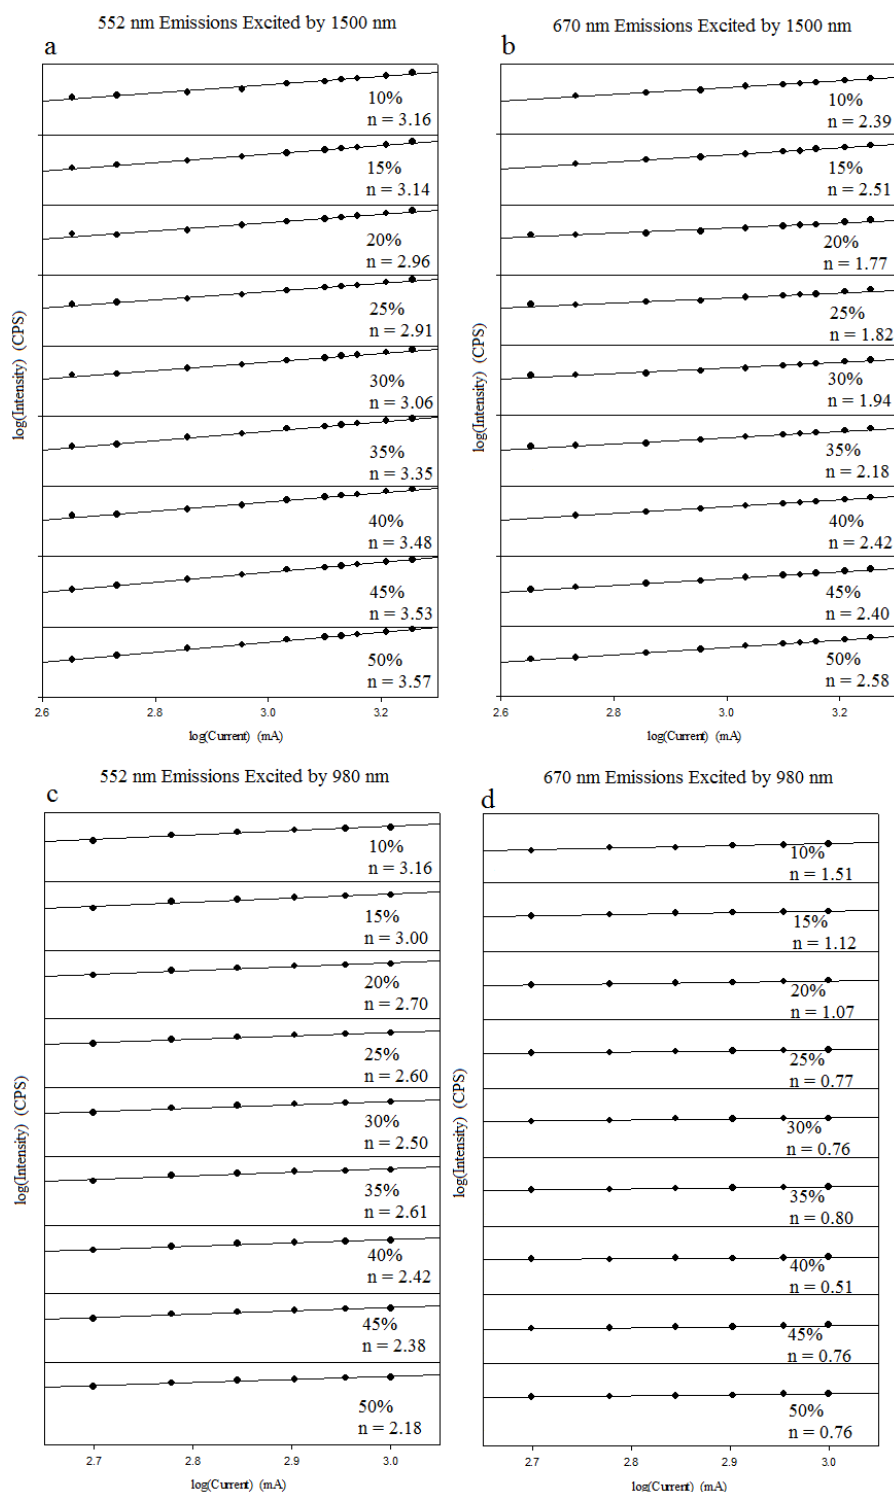 552 nm Emissions Excited by 1500 nm
a
10%
n = 3.16
15%
n = 3.14
20%
n = 2.96
25%
n = 2.91
30%
n = 3.06
35%
n = 3.35
40%
n = 3.48
45%
n = 3.53
50%
n = 3.57
log(Intensity) (CPS)
2.6 2.8 3.0 3.2
log(Current) (mA)
670 nm Emissions Excited by 1500 nm
b
10%
n = 2.39
15%
n = 2.51
20%
n = 1.77
25%
n = 1.82
30%
n = 1.94
35%
n = 2.18
40%
n = 2.42
45%
n = 2.40
50%
n = 2.58
log(Intensity) (CPS)
2.6 2.8 3.0 3.2
log(Current) (mA)
552 nm Emissions Excited by 980 nm
c
10%
n = 3.16
15%
n = 3.00
20%
n = 2.70
25%
n = 2.60
30%
n = 2.50
35%
n = 2.61
40%
n = 2.42
45%
n = 2.38
50%
n = 2.18
log(Intensity) (CPS)
2.7 2.8 2.9 3.0
log(Current) (mA)
670 nm Emissions Excited by 980 nm
d
10%
n = 1.51
15%
n = 1.12
20%
n = 1.07
25%
n = 0.77
30%
n = 0.76
35%
n = 0.80
40%
n = 0.51
45%
n = 0.76
50%
n = 0.76
log(Intensity) (CPS)
2.7 2.8 2.9 3.0
log(Current) (mA)